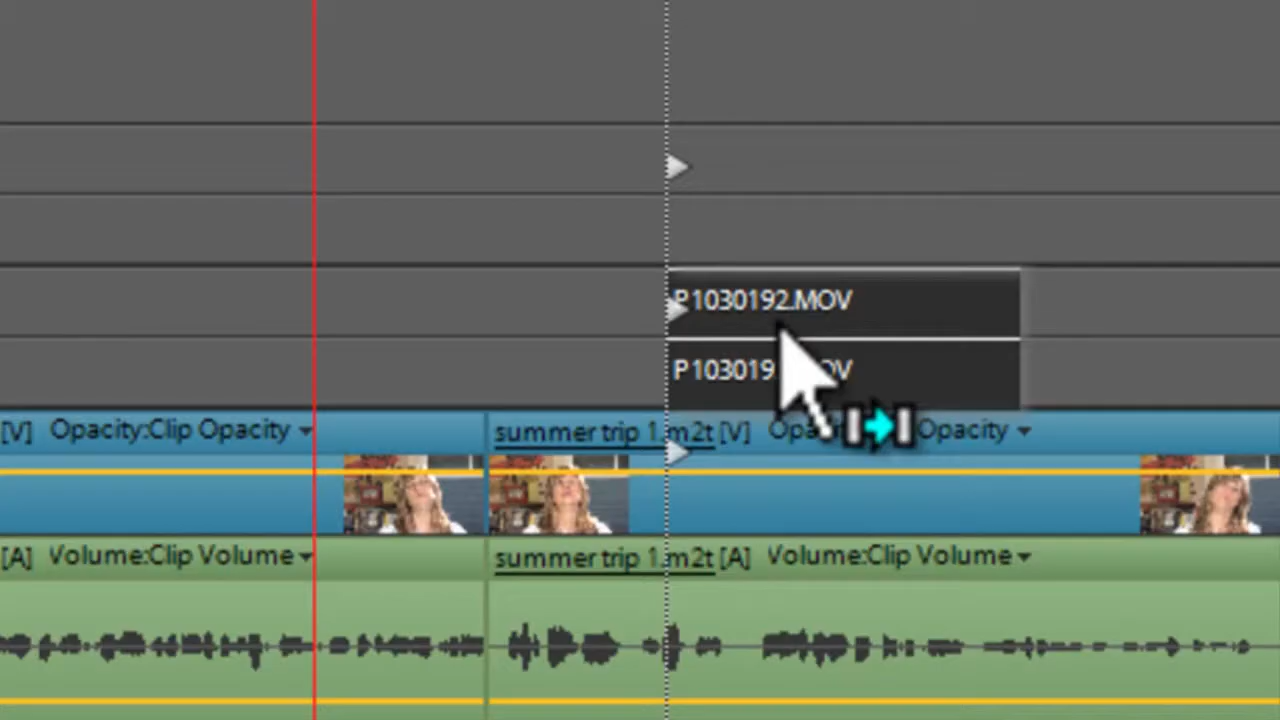 P1030192.MOV
P103019 OV
[V] Opacity:Clip Opacity summer trip 1.m2t [V] Opa Opacity
[A] Volume:Clip Volume summer trip 1.m2t [A] Volume:Clip Volume